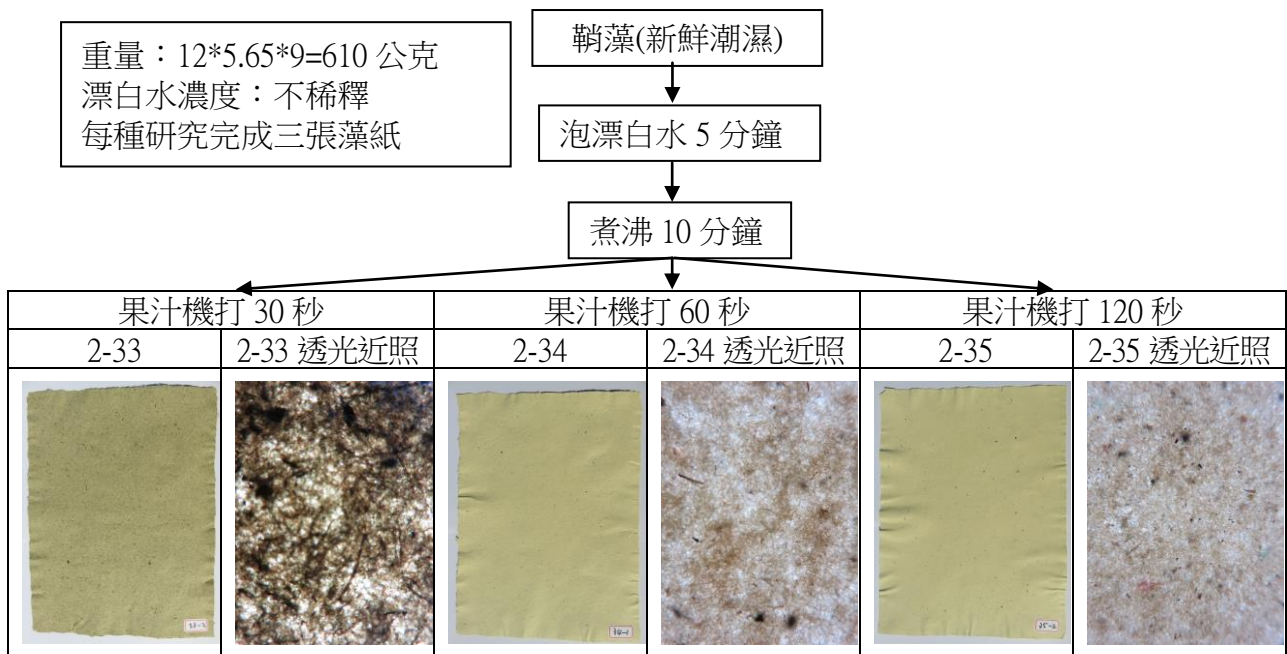 重量：12*5.65*9=610 公克
漂白水濃度：不稀釋
每種研究完成三張藻紙
鞘藻(新鮮潮濕)
泡漂白水 5 分鐘
煮沸 10 分鐘
果汁機打 30 秒
果汁機打 60 秒
果汁機打 120 秒
2-33
2-33 透光近照
2-34
2-34 透光近照
2-35
2-35 透光近照